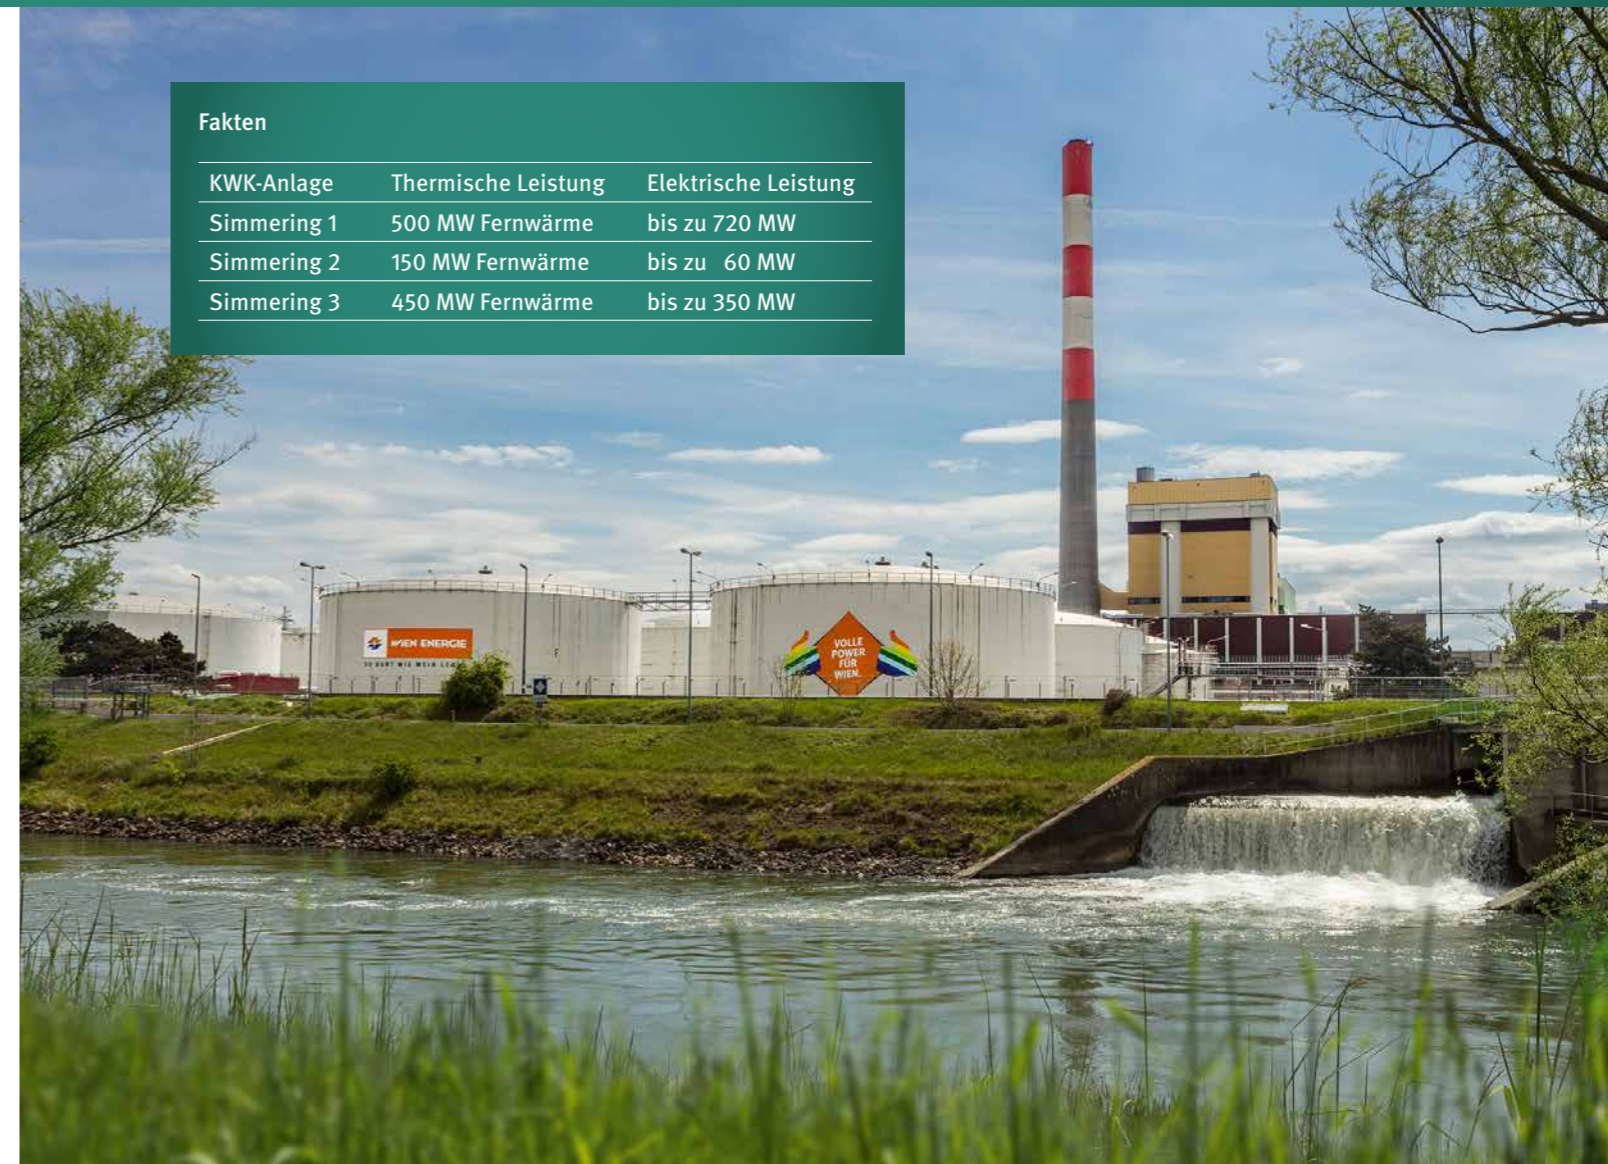 Fakten
KWK-Anlage Thermische Leistung Elektrische Leistung
Simmering 1 500 MW Fernwärme bis zu 720 MW
Simmering 2 150 MW Fernwärme bis zu 60 MW
Simmering 3 450 MW Fernwärme bis zu 350 MW
WIEN ENERGIE
VOLLE
POWER
FÜR
WIEN.